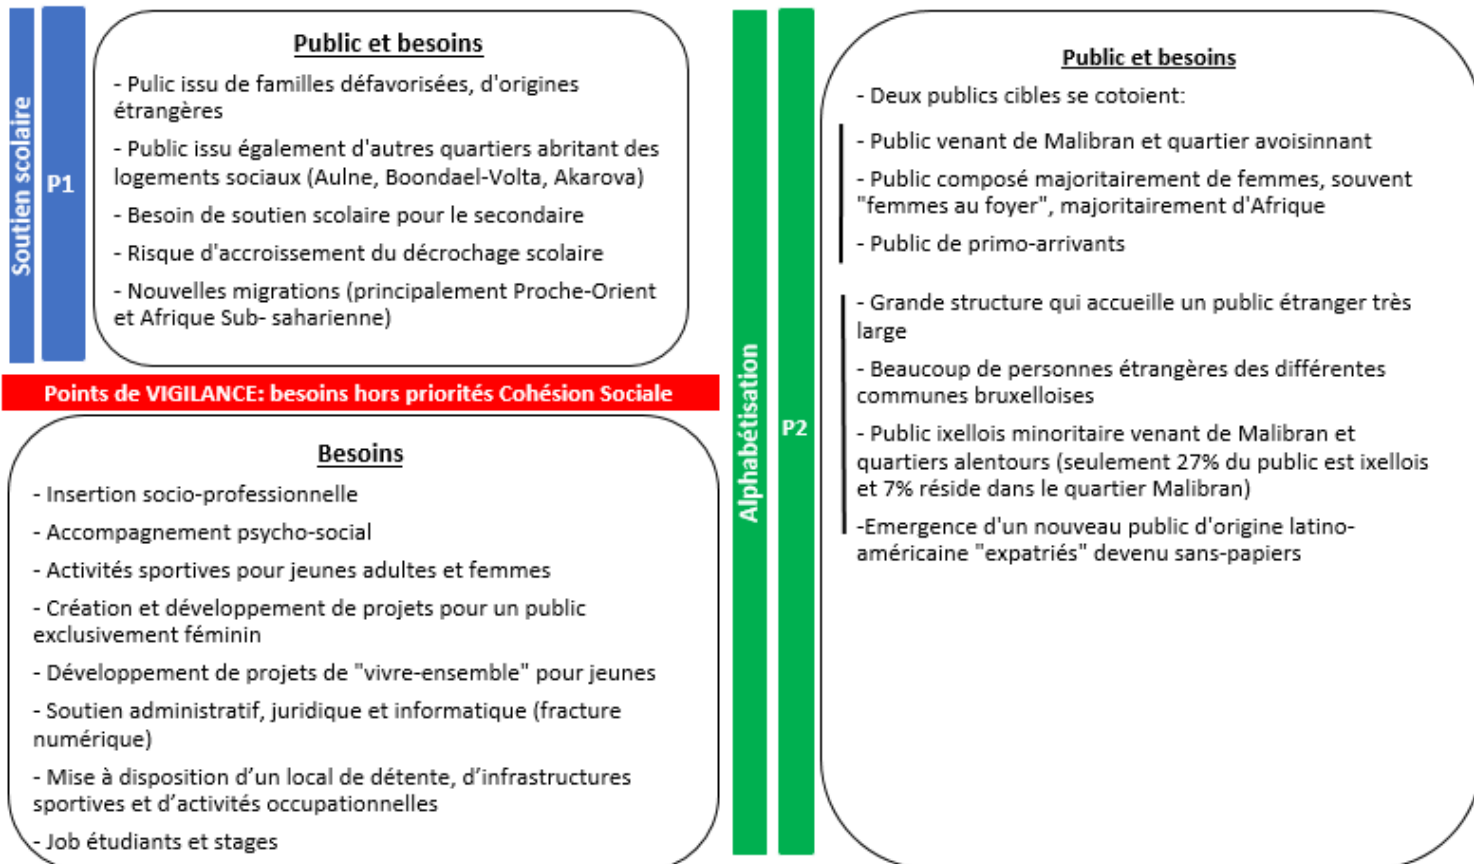 Soutien scolaire
P1
Public et besoins
- Pulic issu de familles défavorisées, d'origines
étrangères
- Public issu également d'autres quartiers abritant des
logements sociaux (Aulne, Boondael-Volta, Akarova)
- Besoin de soutien scolaire pour le secondaire
- Risque d'accroissement du décrochage scolaire
- Nouvelles migrations (principalement Proche-Orient
et Afrique Sub- saharienne)
Points de VIGILANCE: besoins hors priorités Cohésion Sociale
Besoins
- Insertion socio-professionnelle
- Accompagnement psycho-social
- Activités sportives pour jeunes adultes et femmes
- Création et développement de projets pour un public
exclusivement féminin
- Développement de projets de "vivre-ensemble" pour jeunes
- Soutien administratif, juridique et informatique (fracture
numérique)
- Mise à disposition d’un local de détente, d’infrastructures
sportives et d’activités occupationnelles
- Job étudiants et stages
Alphabétisation
P2
Public et besoins
- Deux publics cibles se cotoient:
- Public venant de Malibran et quartier avoisinnant
- Public composé majoritairement de femmes, souvent
"femmes au foyer", majoritairement d'Afrique
- Public de primo-arrivants
- Grande structure qui accueille un public étranger très
large
- Beaucoup de personnes étrangères des différentes
communes bruxelloises
- Public ixellois minoritaire venant de Malibran et
quartiers alentours (seulement 27% du public est ixellois
et 7% réside dans le quartier Malibran)
-Emergence d'un nouveau public d'origine latino-
américaine "expatriés" devenu sans-papiers